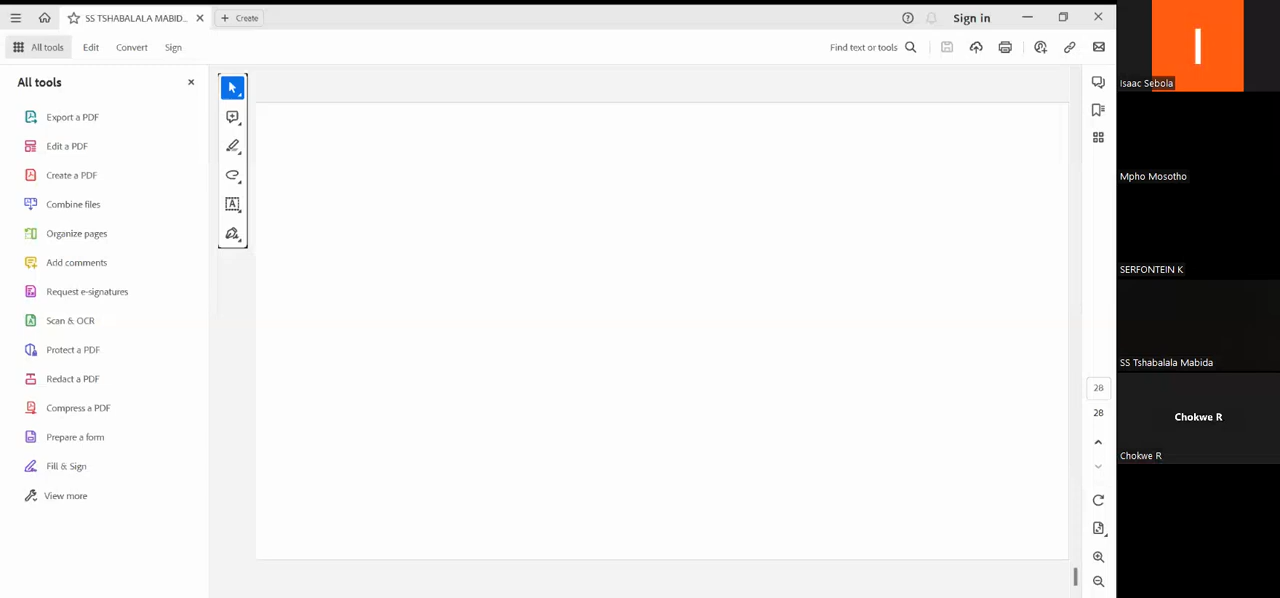 SS TSHABALALA MABID...
Create
Sign in
All tools
Edit
Convert
Sign
Find text or tools
All tools
Export a PDF
Edit a PDF
Create a PDF
Combine files
Organize pages
Add comments
Request e-signatures
Scan & OCR
Protect a PDF
Redact a PDF
Compress a PDF
Prepare a form
Fill & Sign
View more
28
28
I
Isaac Sebola
Mpho Mosotho
SERFONTEIN K
SS Tshabalala Mabida
Chokwe R
Chokwe R